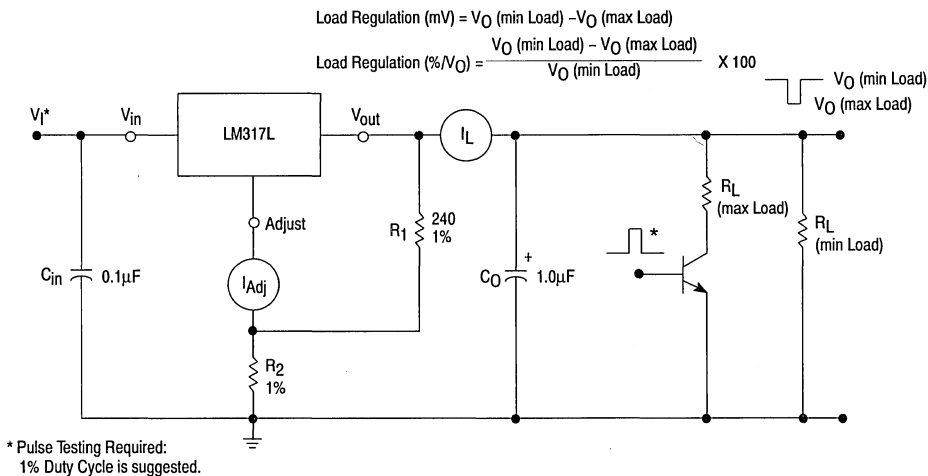 Load Regulation (mV) = VO (min Load) –VO (max Load)
Load Regulation (%/VO) = VO (min Load) – VO (max Load)
VO (min Load)
X 100
VO (min Load)
VO (max Load)
VI*
Vin
LM317L
Vout
IL
Adjust
R1
240
1%
RL
(max Load)
RL
(min Load)
*
Cin
0.1µF
IAdj
CO
+
1.0µF
R2
1%
* Pulse Testing Required:
1% Duty Cycle is suggested.